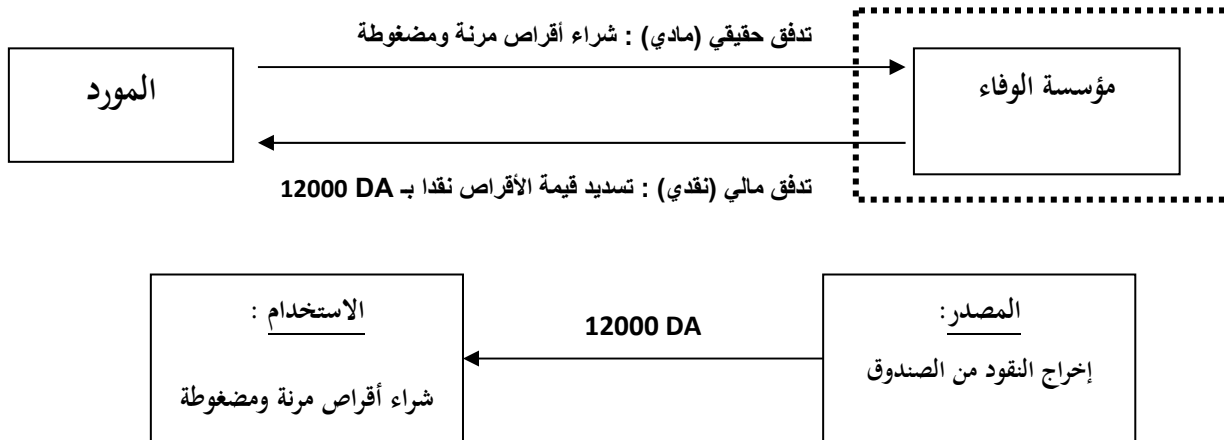 تدفق حقيقي (مادي) : شراء أقراص مرنة ومضغوطة
مؤسسة الوفاء
المورد
تدفق مالي (نقدي) : تسديد قيمة الأقراص نقدا بـ 12000 DA
المصدر:
إخراج النقود من الصندوق
12000 DA
الاستخدام :
شراء أقراص مرنة ومضغوطة